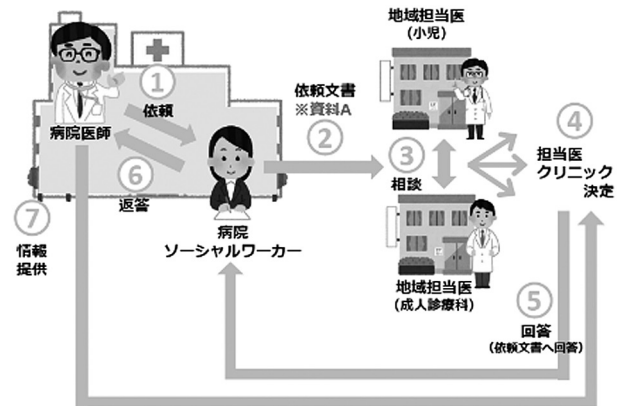 ①
依頼
病院医師
⑥
返答
⑦
情報
提供
病院
ソーシャルワーカー
依頼文書
※資料A
②
地域担当医
(小児)
③
相談
地域担当医
(成人診療科)
④
担当医
クリニック
決定
⑤
回答
(依頼文書へ回答)